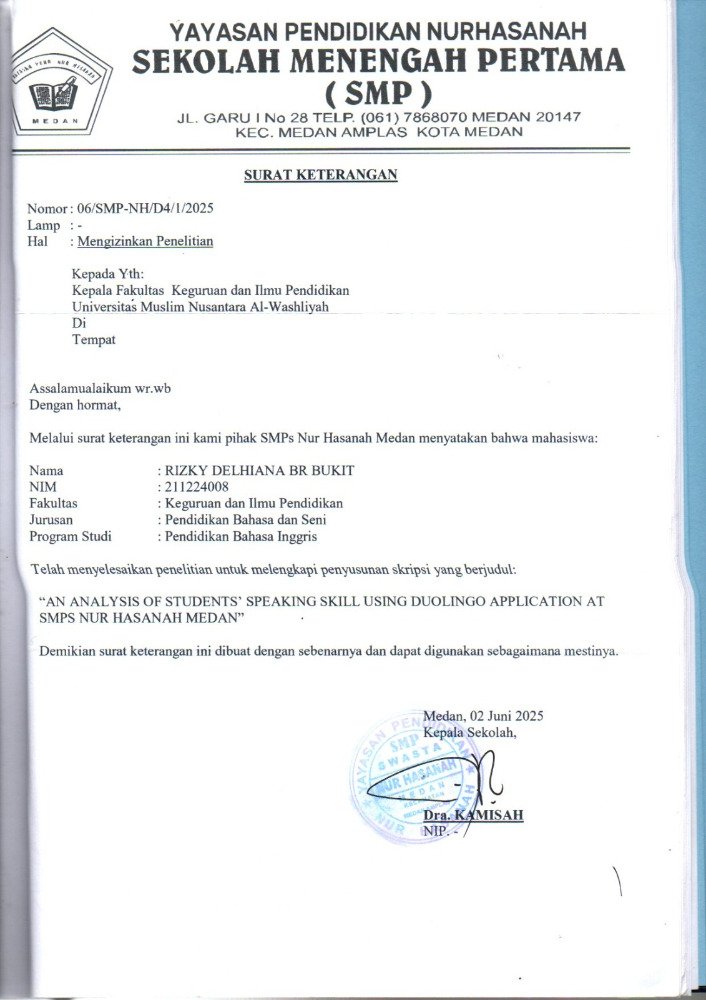 YAYASAN PENDIDIKAN NURHASANAH
SEKOLAH MENENGAH PERTAMA
( SMP )
JL. GARU I No 28 TELP. (061) 7868070 MEDAN 20147
KEC. MEDAN AMPLAS KOTA MEDAN
YAYASAN PEND NUR HASANAH
MEDAN
SURAT KETERANGAN
Nomor : 06/SMP-NH/D4/1/2025
Lamp : -
Hal : Mengizinkan Penelitian
Kepada Yth:
Kepala Fakultas Keguruan dan Ilmu Pendidikan
Universitas Muslim Nusantara Al-Washliyah
Di
Tempat
Assalamualaikum wr.wb
Dengan hormat,
Melalui surat keterangan ini kami pihak SMPs Nur Hasanah Medan menyatakan bahwa mahasiswa:
Nama : RIZKY DELHIANA BR BUKIT
NIM : 211224008
Fakultas : Keguruan dan Ilmu Pendidikan
Jurusan : Pendidikan Bahasa dan Seni
Program Studi : Pendidikan Bahasa Inggris
Telah menyelesaikan penelitian untuk melengkapi penyusunan skripsi yang berjudul:
“AN ANALYSIS OF STUDENTS’ SPEAKING SKILL USING DUOLINGO APPLICATION AT
SMPS NUR HASANAH MEDAN”
Demikian surat keterangan ini dibuat dengan sebenarnya dan dapat digunakan sebagaimana mestinya.
Medan, 02 Juni 2025
Kepala Sekolah,
YAYASAN PENDIDIKAN
SMP
SWASTA
NUR HASANAH
MEDAN
KECAMATAN
MEDAN AMPLAS
NUR HASANAH
Dra. KAMISAH
NIP. -